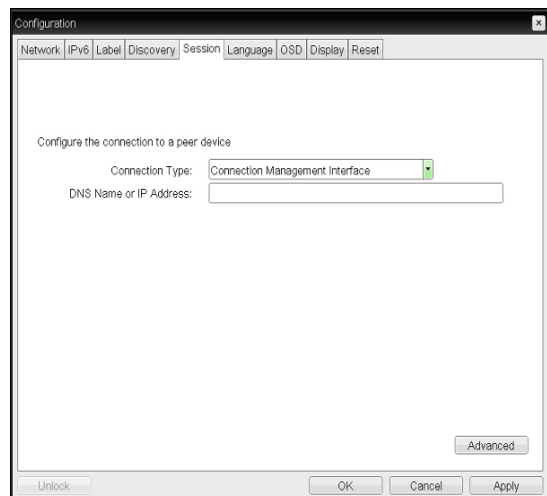 Configuration
x
Network IPv6 Label Discovery Session Language OSD Display Reset
Configure the connection to a peer device
Connection Type: Connection Management Interface
DNS Name or IP Address:
Advanced
Unlock OK Cancel Apply